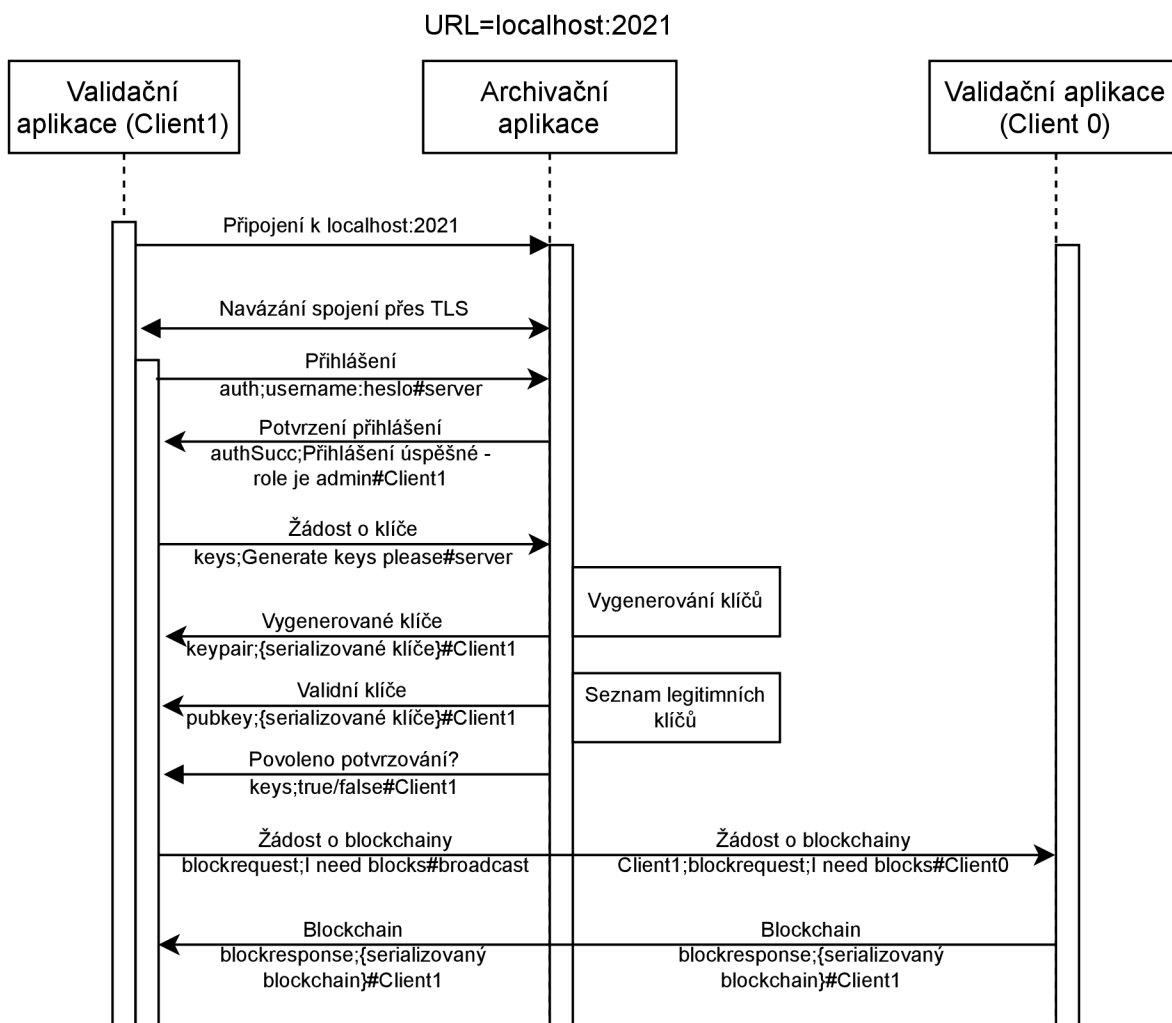 URL=localhost:2021
Validační
aplikace (Client1)
Archivační
aplikace
Validační aplikace
(Client 0)
Připojení k localhost:2021
Navázání spojení přes TLS
Přihlášení
auth;username:heslo#server
Potvrzení přihlášení
authSucc;Přihlášení úspěšné -
role je admin#Client1
Žádost o klíče
keys;Generate keys please#server
Vygenerování klíčů
Vygenerované klíče
keypair;{serializované klíče}#Client1
Validní klíče
pubkey;{serializované klíče}#Client1
Seznam legitimních
klíčů
Povoleno potvrzování?
keys;true/false#Client1
Žádost o blockchainy
blockrequest;I need blocks#broadcast
Žádost o blockchainy
Client1;blockrequest;I need blocks#Client0
Blockchain
blockresponse;{serializovaný
blockchain}#Client1
Blockchain
blockresponse;{serializovaný
blockchain}#Client1